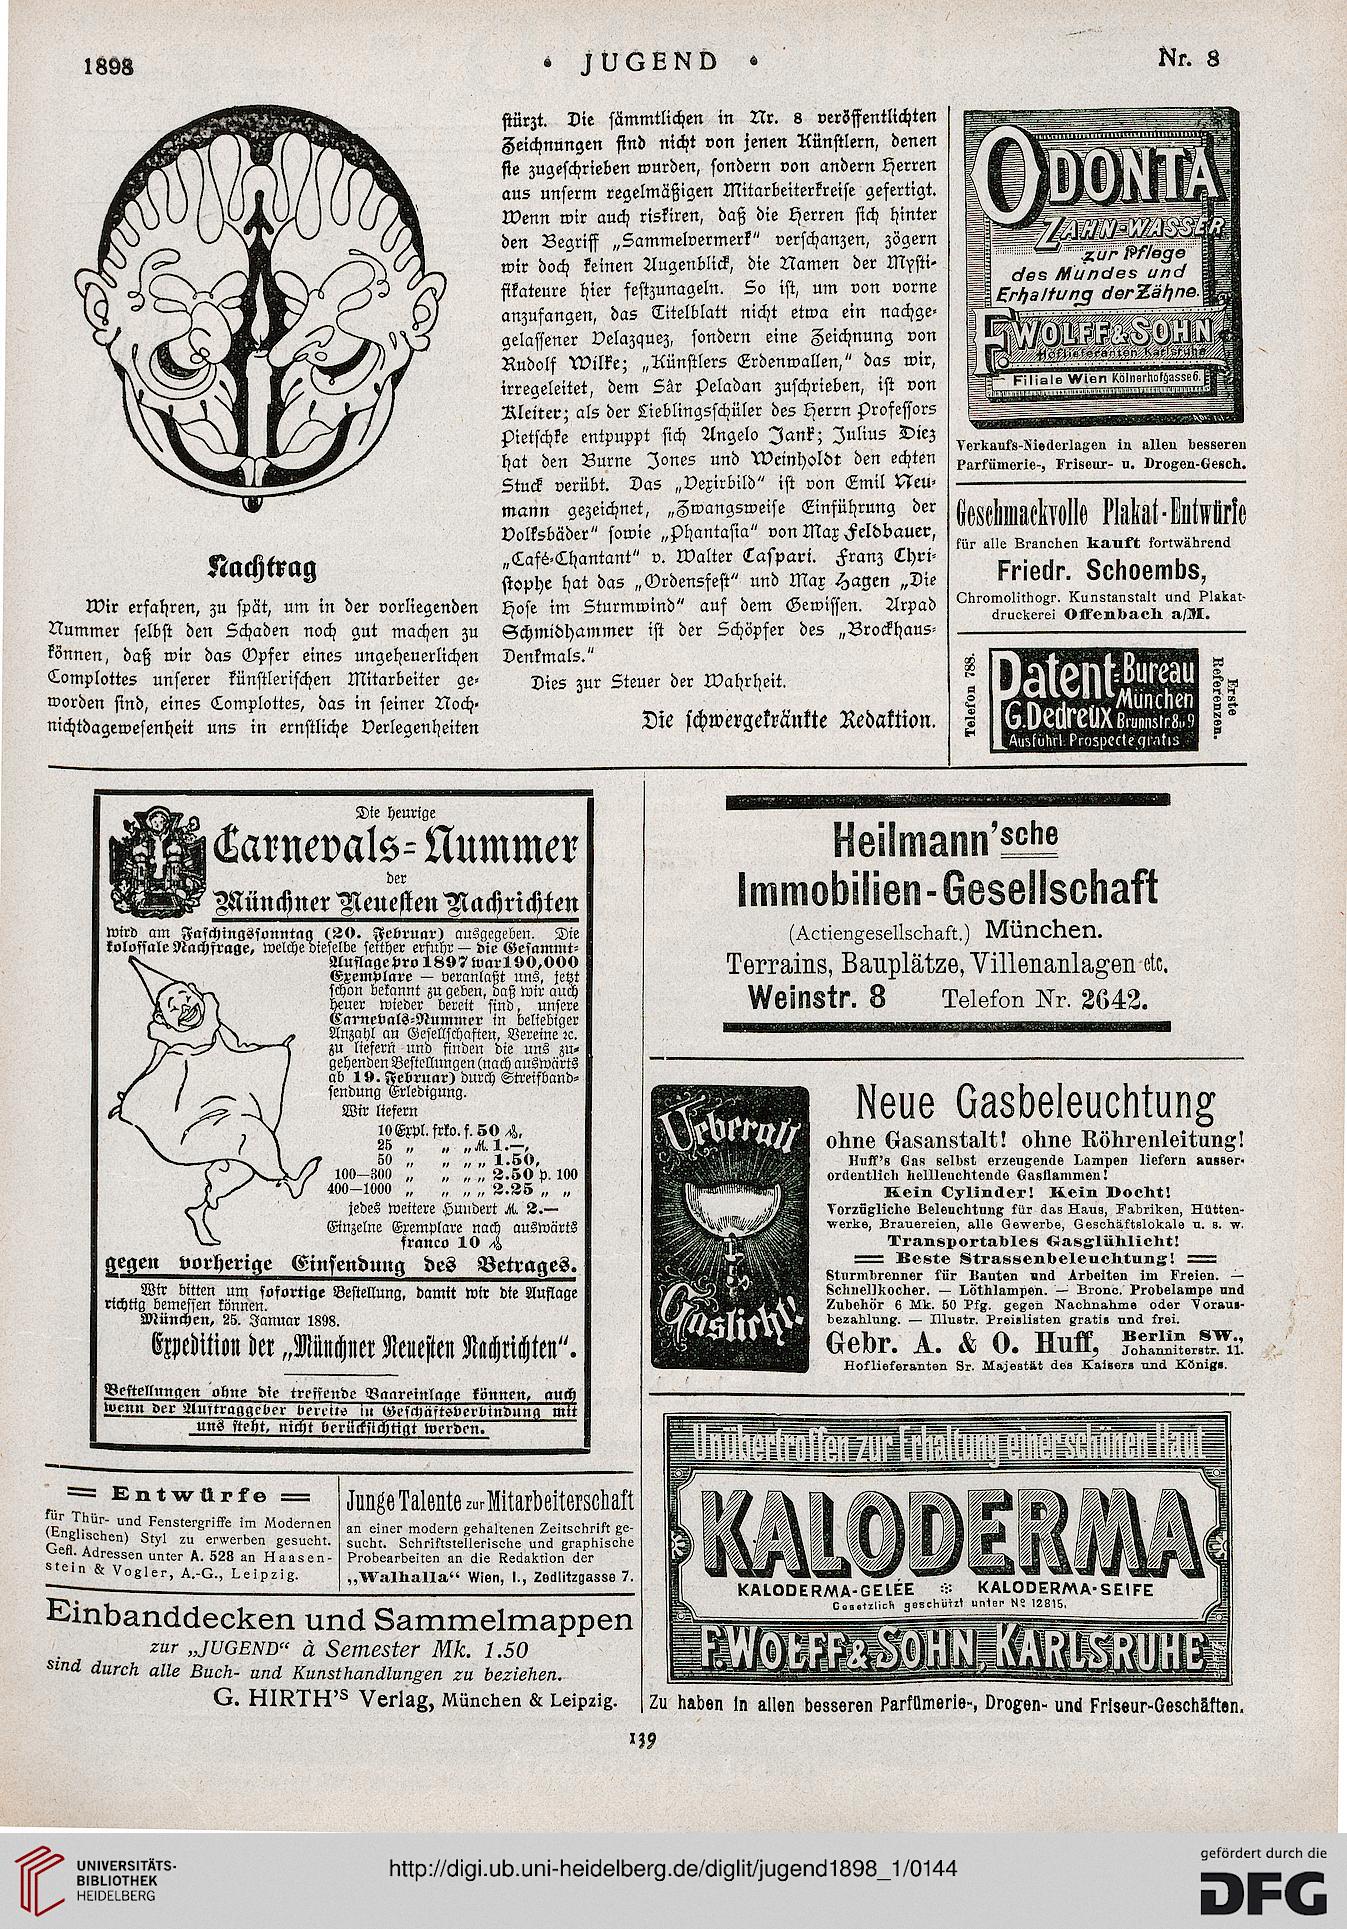 1898
JUGEND
Nr. 8
Nachtrag
Wir erfahren, zu spät, um in der vorliegenden
Nummer selbst den Schaden noch gut machen zu
können, daß wir das Opfer eines ungeheuerlichen
Complottes unserer künstlerischen Mitarbeiter ge-
worden sind, eines Complottes, das in seiner Noch-
nichtdagewesenheit uns in ernstliche Verlegenheiten
stürzt. Die sämmtlichen in Nr. 8 veröffentlichten
Zeichnungen sind nicht von jenen Künstlern, denen
sie zugeschrieben wurden, sondern von andern Herren
aus unserm regelmäßigen Mitarbeiterkreise gefertigt.
Wenn wir auch riskiren, daß die Herren sich hinter
den Begriff „Sammelvermerk" verschanzen, zögern
wir doch keinen Augenblick, die Namen der Mysti-
fikateure hier festzunageln. So ist, um von vorne
anzufangen, das Titelblatt nicht etwa ein nachge-
gelassener Velazquez, sondern eine Zeichnung von
Rudolf Wilke; „Künstlers Erdenwallen," das wir,
irregeleitet, dem Sâr Peladan zuschrieben, ist von
Kleiter; als der Lieblingsschüler des Herrn Professors
Pietschke entpuppt sich Angelo Jank; Julius Diez
hat den Burne Jones und Weinholdt den echten
Stuck verübt. Das „Vexirbild" ist von Emil Neu-
mann gezeichnet, „Zwangsweise Einführung der
Volksbäder" sowie „Phantasia" von Max Feldbauer,
„Café-Chantant" v. Walter Caspari. Franz Chri-
stophe hat das „Ordensfest" und Max Hagen „Die
Hose im Sturmwind" auf dem Gewissen. Arpad
Schmidhammer ist der Schöpfer des „Brockhaus-
Denkmals."
Dies zur Steuer der Wahrheit.
Die schwergekränkte Redaktion.
ODONTA
ZAHN-WASSER
zur Pflege
des Mundes und
Erhaltung der Zähne.
F. WOLFF & SOHN
Hoflieferanten Karlsruhe
Filiale Wien Kölnerhofgasse 6.
Verkaufs-Niederlagen in allen besseren
Parfümerie-, Friseur- u. Drogen-Gesch.
Geschmackvolle Plakat-Entwürfe
für alle Branchen kauft fortwährend
Friedr. Schoembs,
Chromolithogr. Kunstanstalt und Plakat-
druckerei Offenbach a/M.
Telefon 788.
Patent-Bureau
München
G. Dedreux Brunnstr. 8u.9
Ausführl. Prospecte gratis
Erste
Referenzen.
Die heurige
Carnevals-Nummer
der
Münchner Neuesten Nachrichten
wird am Faschingssonntag (20. Februar) ausgegeben. Die
kolossale Nachfrage, welche dieselbe seither erfuhr — die Gesammt-
Auflage pro 1897 war 190,000
Exemplare — veranlaßt uns, jetzt
schon bekannt zu geben, daß wir auch
heuer wieder bereit sind, unsere
Carnevals-Nummer in beliebiger
Anzahl an Gesellschaften, Vereine ec.
zu liefern und finden die uns zu-
gehenden Bestellungen (nach auswärts
ab 19. Februar) durch Streifband-
sendung Erledigung.
Wir liefern
10 Expl. frko. f. 50 ₰,
25 „ „ „ M. 1.—,
50 „ „ „ „ 1.50,
100—300 „ „ „ „ 2.50 p. 100
400—1000 „ „ „ „ 2.25 „ „
jedes weitere Hundert M. 2.—
Einzelne Exemplare nach auswärts
franco 10 ₰
gegen vorherige Einsendung des Betrages.
Wir bitten um sofortige Bestellung, damit wir die Auflage
richtig bemessen können.
München, 25. Januar 1898.
Expedition der „Münchner Neuesten Nachrichten".
Bestellungen ohne die treffende Baareinlage können, auch
wenn der Auftraggeber bereits in Geschäftsverbindung mit
uns steht, nicht berücksichtigt werden.
Heilmann'sche
Immobilien-Gesellschaft
(Actiengesellschaft.) München.
Terrains, Bauplätze, Villenanlagen etc.
Weinstr. 8 Telefon Nr. 2642.
Ueberall
Gaslicht!
Neue Gasbeleuchtung
ohne Gasanstalt! ohne Röhrenleitung!
Huff's Gas selbst erzeugende Lampen liefern ausser-
ordentlich hellleuchtende Gasflammen!
Kein Cylinder! Kein Docht!
Vorzügliche Beleuchtung für das Haus, Fabriken, Hütten-
werke, Brauereien, alle Gewerbe, Geschäftslokale u. s. w.
Transportables Gasglühlicht!
Beste Strassenbeleuchtung!
Sturmbrenner für Bauten und Arbeiten im Freien. —
Schnellkocher. — Löthlampen. — Bronc. Probelampe und
Zubehör 6 Mk. 50 Pfg. gegen Nachnahme oder Voraus-
bezahlung. — Illustr. Preislisten gratis und frei.
Gebr. A. & O. Huff, Berlin SW., Johanniterstr. 11.
Hoflieferanten Sr. Majestät des Kaisers und Königs.
Entwürfe
für Thür- und Fenstergriffe im Modernen
(Englischen) Styl zu erwerben gesucht.
Gefl. Adressen unter A. 528 an Haasen-
stein & Vogler, A.-G., Leipzig.
Junge Talente zur Mitarbeiterschaft
an einer modern gehaltenen Zeitschrift ge-
sucht. Schriftstellerische und graphische
Probearbeiten an die Redaktion der
„Walhalla“ Wien, I., Zedlitzgasse 7.
Einbanddecken und Sammelmappen
zur „JUGEND“ à Semester Mk. 1.50
sind durch alle Buch- und Kunsthandlungen zu beziehen.
G. HIRTH'S Verlag, München & Leipzig.
Unübertroffen zur Erhaltung einer schönen Haut
KALODERMA
KALODERMA-GELÉE KALODERMA-SEIFE
Gesetzlich geschützt unter No 12815.
F. WOLFF & SOHN, KARLSRUHE
Zu haben in allen besseren Parfümerie-, Drogen- und Friseur-Geschäften.
139
UNIVERSITÄTS-
BIBLIOTHEK
HEIDELBERG
http://digi.ub.uni-heidelberg.de/diglit/jugend1898_1/0144
gefördert durch die
DFG